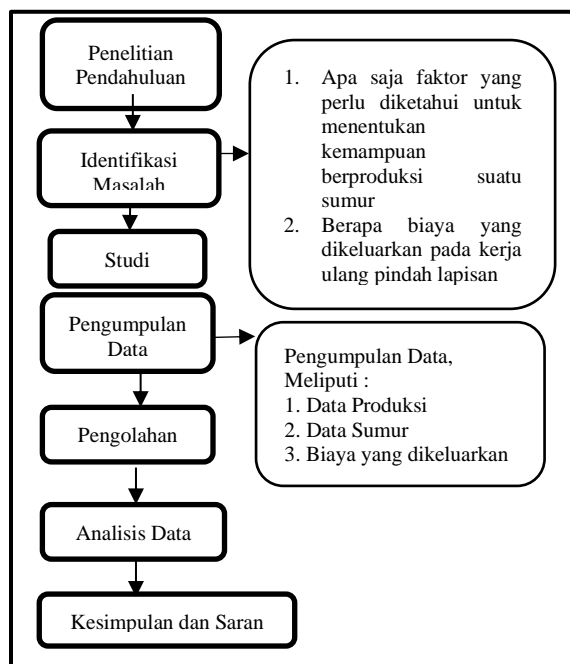 Penelitian
Pendahuluan
1. Apa saja faktor yang
perlu diketahui untuk
menentukan
kemampuan
berproduksi suatu
sumur
2. Berapa biaya yang
dikeluarkan pada kerja
ulang pindah lapisan
Identifikasi
Masalah
Studi
Pengumpulan
Data
Pengumpulan Data,
Meliputi :
1. Data Produksi
2. Data Sumur
3. Biaya yang dikeluarkan
Pengolahan
Analisis Data
Kesimpulan dan Saran